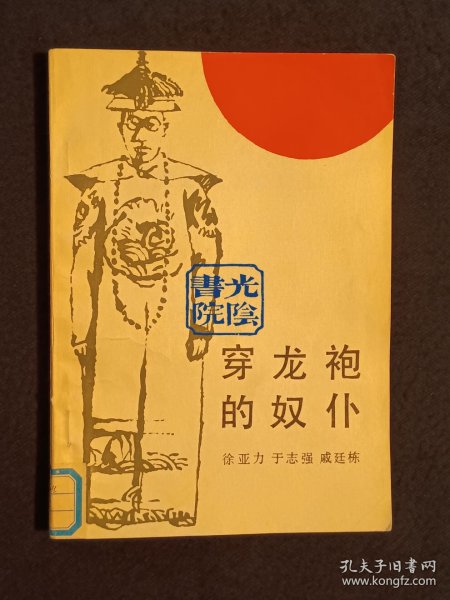 光陰
書院
穿龙袍
的奴仆
徐亚力 于志强 戚廷栋
孔夫子旧书网
www.kongfz.com